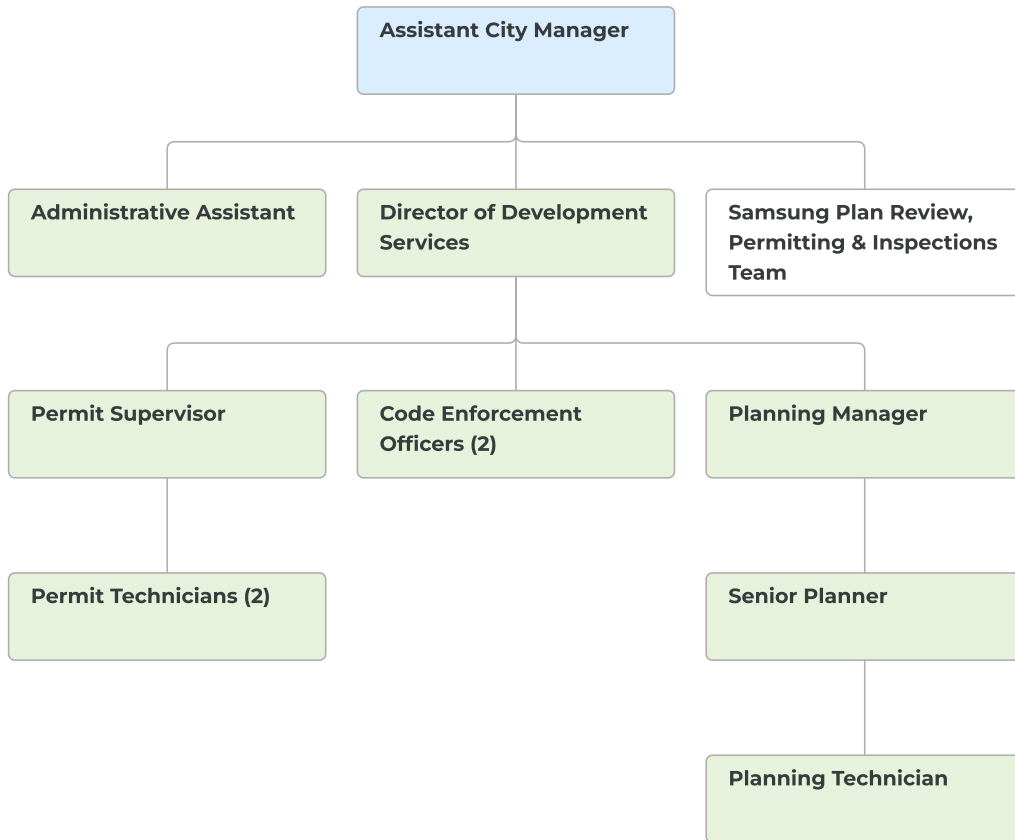 Assistant City Manager
Administrative Assistant
Director of Development
Services
Samsung Plan Review,
Permitting & Inspections
Team
Permit Supervisor
Code Enforcement
Officers (2)
Planning Manager
Permit Technicians (2)
Senior Planner
Planning Technician